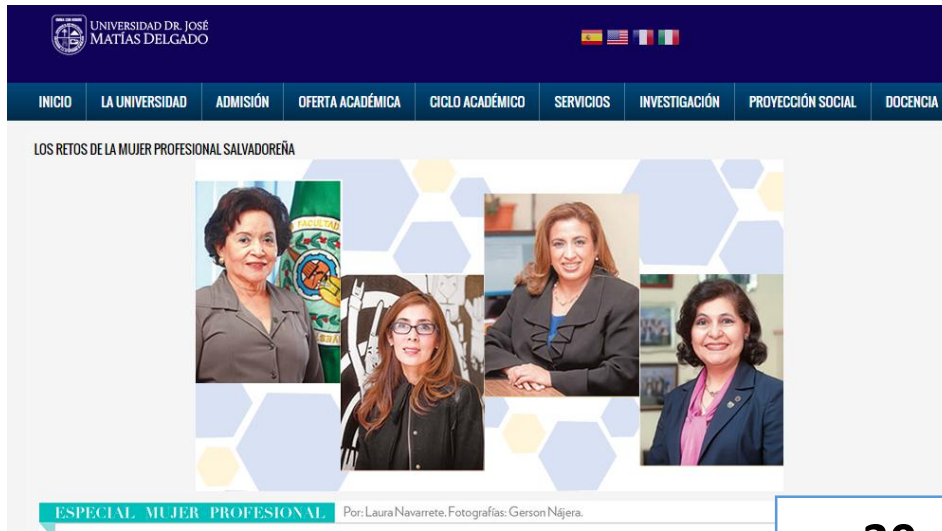 UNIVERSIDAD DR. JOSÉ
MATÍAS DELGADO
INICIO LA UNIVERSIDAD ADMISIÓN OFERTA ACADÉMICA CICLO ACADÉMICO SERVICIOS INVESTIGACIÓN PROYECCIÓN SOCIAL DOCENCIA
LOS RETOS DE LA MUJER PROFESIONAL SALVADOREÑA
FACULTAD
ESPECIAL MUJER PROFESIONAL Por: Laura Navarrete. Fotografías: Gerson Nájera.